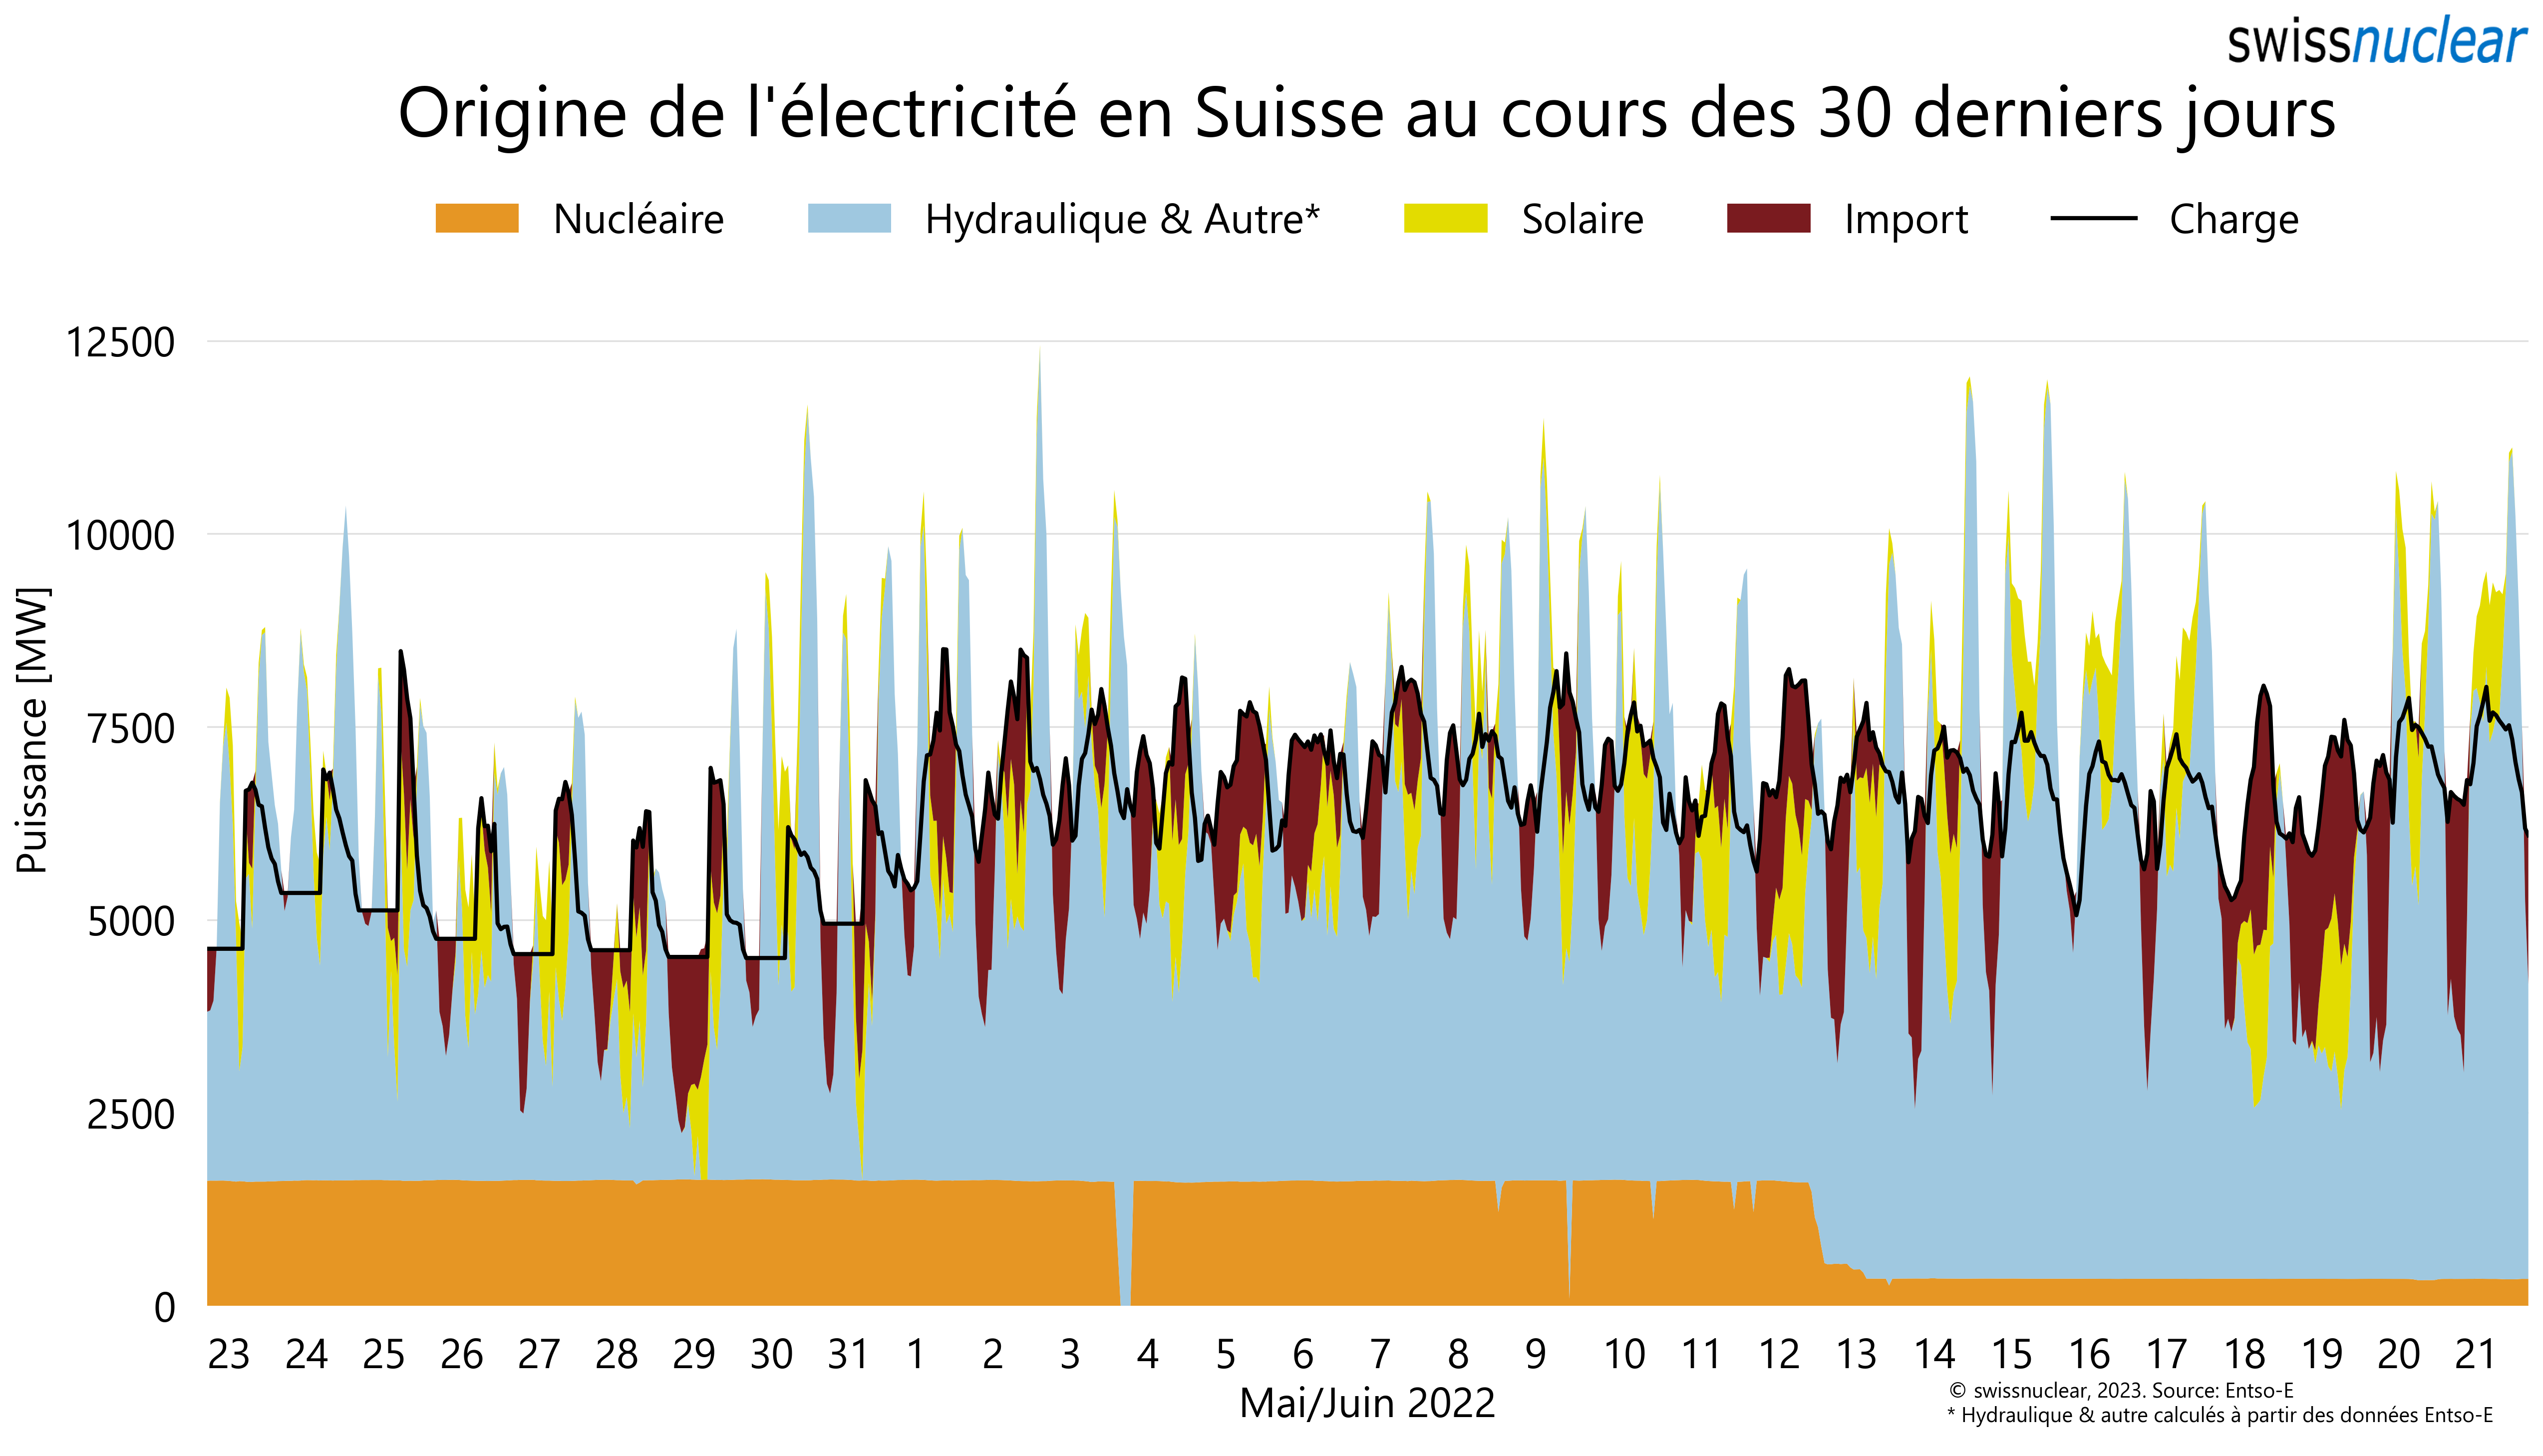 swissnuclear
Origine de l'électricité en Suisse au cours des 30 derniers jours
Nucléaire Hydraulique & Autre* Solaire Import Charge
12500
10000
7500
5000
2500
0
Puissance [MW]
23 24 25 26 27 28 29 30 31 1 2 3 4 5 6 7 8 9 10 11 12 13 14 15 16 17 18 19 20 21
Mai/Juin 2022
© swissnuclear, 2023. Source: Entso-E
* Hydraulique & autre calculés à partir des données Entso-E